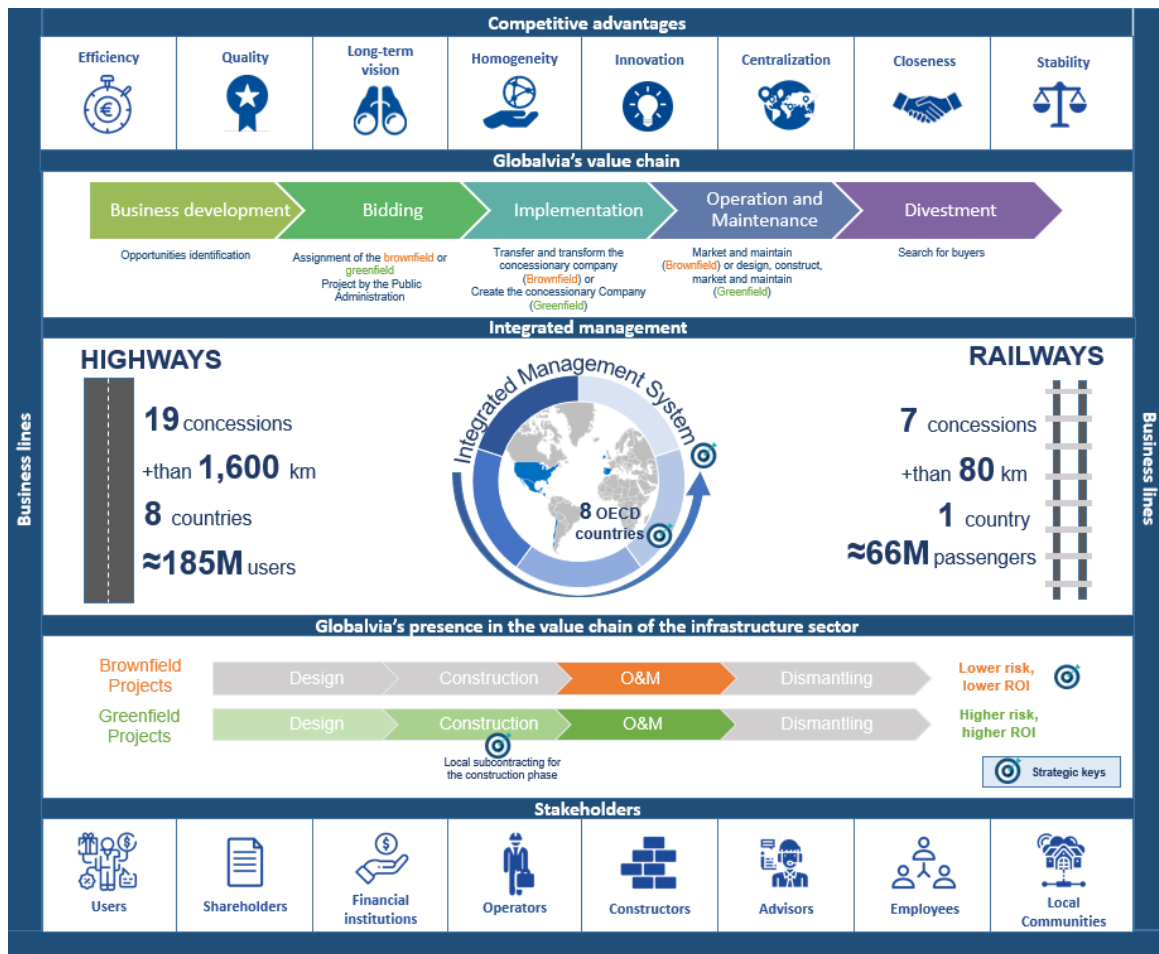 Competitive advantages
Efficiency
Quality
Long-term
vision
Homogeneity
Innovation
Centralization
Closeness
Stability
Globalvia's value chain
Business development
Bidding
Implementation
Operation and
Maintenance
Divestment
Opportunities identification
Assignment of the brownfield or
greenfield
Project by the Public
Administration
Transfer and transform the
concessionary company
(Brownfield) or
Create the concessionary Company
(Greenfield)
Market and maintain
(Brownfield) or design, construct,
market and maintain
(Greenfield)
Search for buyers
Integrated management
Business lines
HIGHWAYS
19 concessions
+than 1,600 km
8 countries
≈185M users
Integrated Management System
8 OECD
countries
RAILWAYS
7 concessions
+than 80 km
1 country
≈66M passengers
Business lines
Globalvia's presence in the value chain of the infrastructure sector
Brownfield
Projects
Design
Construction
O&M
Dismantling
Lower risk,
lower ROI
Greenfield
Projects
Design
Construction
O&M
Dismantling
Higher risk,
higher ROI
Local subcontracting for
the construction phase
Strategic keys
Stakeholders
Users
Shareholders
Financial
institutions
Operators
Constructors
Advisors
Employees
Local
Communities